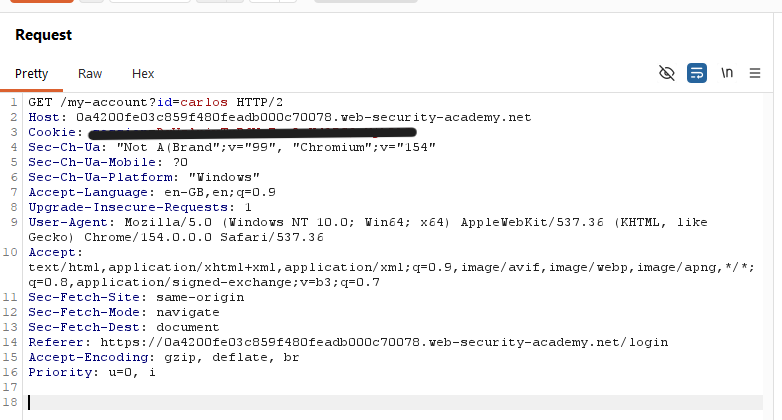 Request
Pretty Raw Hex
\n
1 GET /my-account?id=carlos HTTP/2
2 Host: 0a4200fe03c859f480feadb000c70078.web-security-academy.net
3 Cookie:
4 Sec-Ch-Ua: "Not A(Brand";v="99", "Chromium";v="154"
5 Sec-Ch-Ua-Mobile: ?0
6 Sec-Ch-Ua-Platform: "Windows"
7 Accept-Language: en-GB,en;q=0.9
8 Upgrade-Insecure-Requests: 1
9 User-Agent: Mozilla/5.0 (Windows NT 10.0; Win64; x64) AppleWebKit/537.36 (KHTML, like
Gecko) Chrome/154.0.0.0 Safari/537.36
10 Accept:
text/html,application/xhtml+xml,application/xml;q=0.9,image/avif,image/webp,image/apng,*/*;
q=0.8,application/signed-exchange;v=b3;q=0.7
11 Sec-Fetch-Site: same-origin
12 Sec-Fetch-Mode: navigate
13 Sec-Fetch-Dest: document
14 Referer: https://0a4200fe03c859f480feadb000c70078.web-security-academy.net/login
15 Accept-Encoding: gzip, deflate, br
16 Priority: u=0, i
17
18